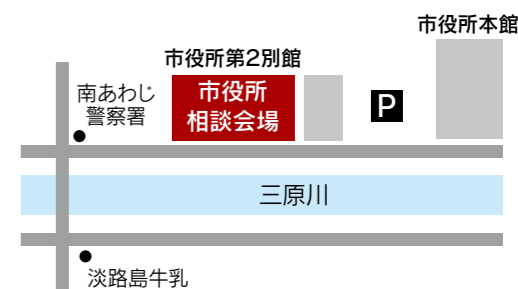 市役所本館
市役所第2別館
南あわじ
警察署
市役所
相談会場
P
三原川
淡路島牛乳